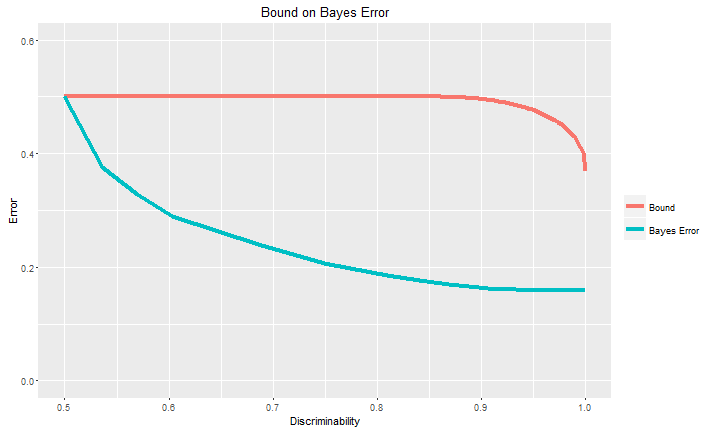 Bound on Bayes Error
0.6
0.4
0.2
0.0
Error
0.5 0.6 0.7 0.8 0.9 1.0
Discriminability
Bound
Bayes Error